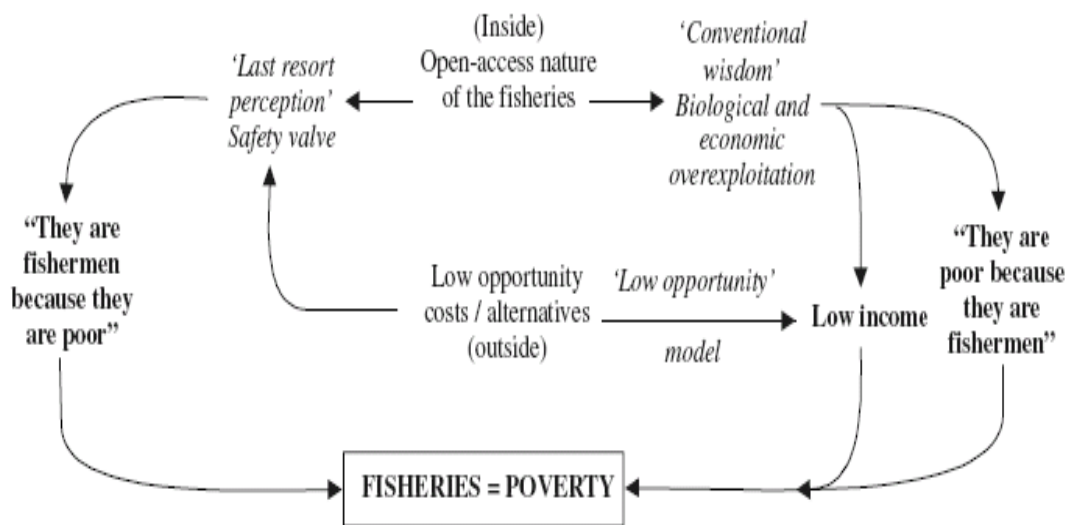 (Inside)
Open-access nature
of the fisheries
‘Last resort
perception’
Safety valve
‘Conventional
wisdom’
Biological and
economic
overexploitation
“They are
fishermen
because they
are poor”
Low opportunity
costs / alternatives
(outside)
‘Low opportunity’
model
Low income
“They are
poor because
they are
fishermen”
FISHERIES = POVERTY